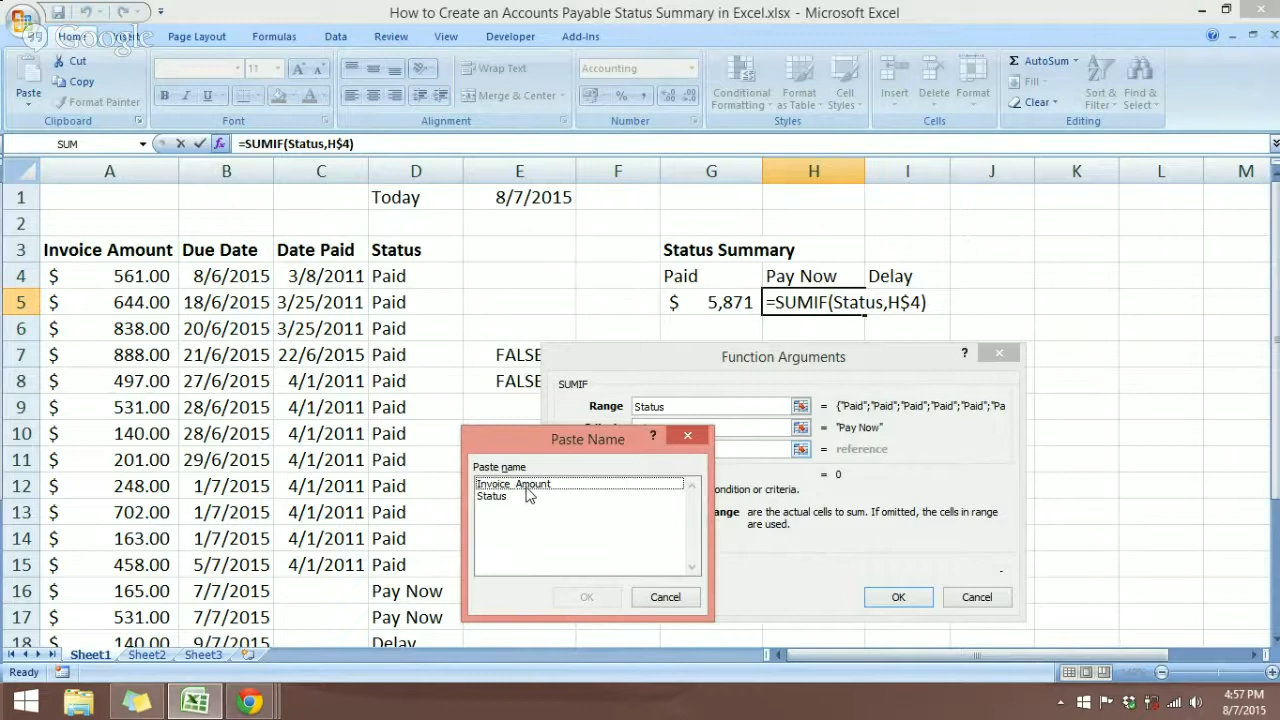 How to Create an Accounts Payable Status Summary in Excel.xlsx - Microsoft Excel
Google
Home Insert Page Layout Formulas Data Review View Developer Add-Ins
Paste Cut Copy Format Painter Clipboard
11 B I U Font
Wrap Text Merge & Center Alignment
Accounting $ % , Number
Conditional Formatting Format as Table Cell Styles Styles
Insert Delete Format Cells
Σ AutoSum Fill Clear Sort & Filter Find & Select Editing
SUM fx =SUMIF(Status,H$4)
A B C D E F G H I J K L M
1 Today 8/7/2015
2
3 Invoice Amount Due Date Date Paid Status Status Summary
4 $ 561.00 8/6/2015 3/8/2011 Paid Paid Pay Now Delay
5 $ 644.00 18/6/2015 3/25/2011 Paid $ 5,871 =SUMIF(Status,H$4)
6 $ 838.00 20/6/2015 3/25/2011 Paid
7 $ 888.00 21/6/2015 22/6/2015 Paid FALSE
8 $ 497.00 27/6/2015 4/1/2011 Paid FALSE
9 $ 531.00 28/6/2015 4/1/2011 Paid
10 $ 140.00 28/6/2015 4/1/2011 Paid
11 $ 201.00 29/6/2015 4/1/2011 Paid
12 $ 248.00 1/7/2015 4/1/2011 Paid
13 $ 702.00 1/7/2015 4/1/2011 Paid
14 $ 163.00 1/7/2015 4/1/2011 Paid
15 $ 458.00 5/7/2015 4/1/2011 Paid
16 $ 165.00 7/7/2015 Pay Now
17 $ 531.00 7/7/2015 Pay Now
18 $ 140.00 9/7/2015 Delay
Function Arguments ?
SUMIF
Range Status = {"Paid";"Paid";"Paid";"Paid";"Paid";"Pa
= "Pay Now"
= reference
= 0
condition or criteria.
are the actual cells to sum. If omitted, the cells in range
are used.
OK Cancel
Paste Name ?
Paste name
Invoice_Amount
Status
OK Cancel
Sheet1 Sheet2 Sheet3
Ready
4:57 PM
8/7/2015